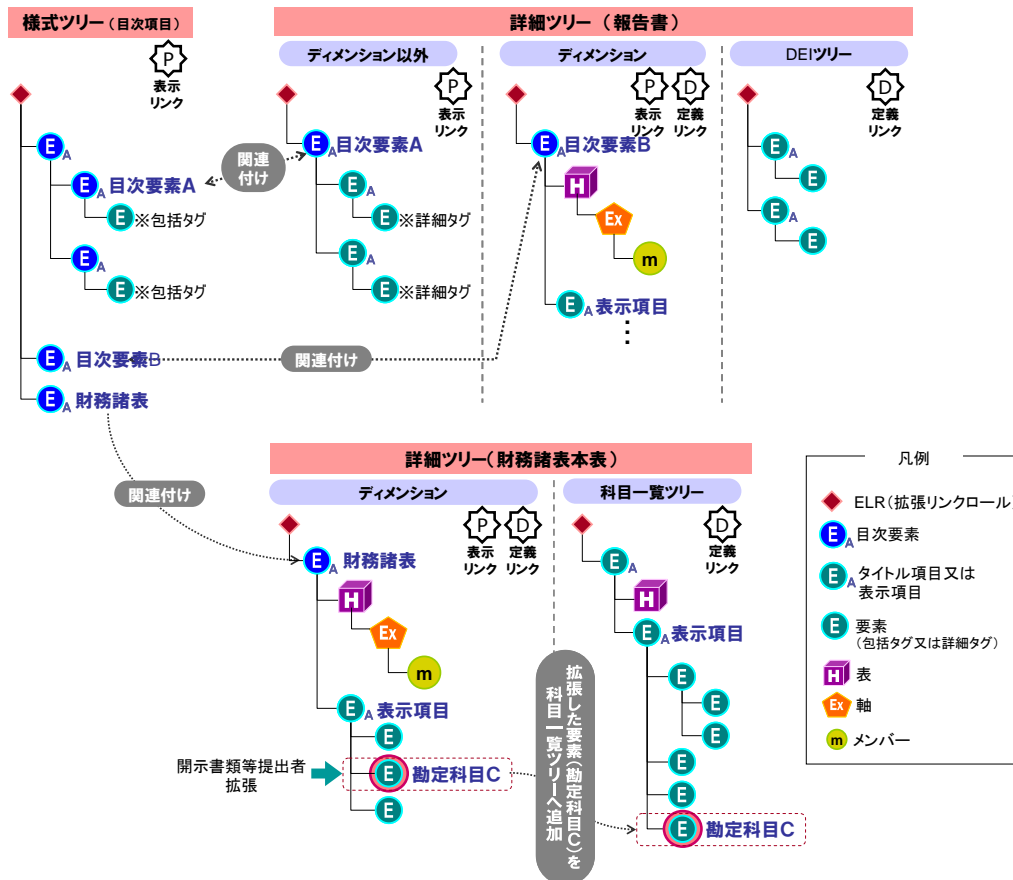 様式ツリー(目次項目)
P
表示
リンク
E A
E A 目次要素A
E ※包括タグ
E A
E ※包括タグ
E A 目次要素B
E A 財務諸表
関連
付け
詳細ツリー (報告書)
ディメンション以外
P
表示
リンク
E A 目次要素A
E A
E ※詳細タグ
E A
E ※詳細タグ
ディメンション
P
表示
リンク
D
定義
リンク
E A 目次要素B
H
Ex
m
E A 表示項目
DEIツリー
D
定義
リンク
E A
E
E A
E
関連付け
関連付け
詳細ツリー(財務諸表本表)
ディメンション
P
表示
リンク
D
定義
リンク
E A 財務諸表
H
Ex
m
E A 表示項目
E
E 勘定科目C
E
開示書類等提出者
拡張
拡張した要素(勘定科目C)を
科目一覧ツリーへ追加
科目一覧ツリー
D
定義
リンク
E A
H
E A 表示項目
E
E
E
E
E
E 勘定科目C
凡例
ELR(拡張リンクロール)
E A 目次要素
E A タイトル項目又は
表示項目
E 要素
(包括タグ又は詳細タグ)
H 表
Ex 軸
m メンバー